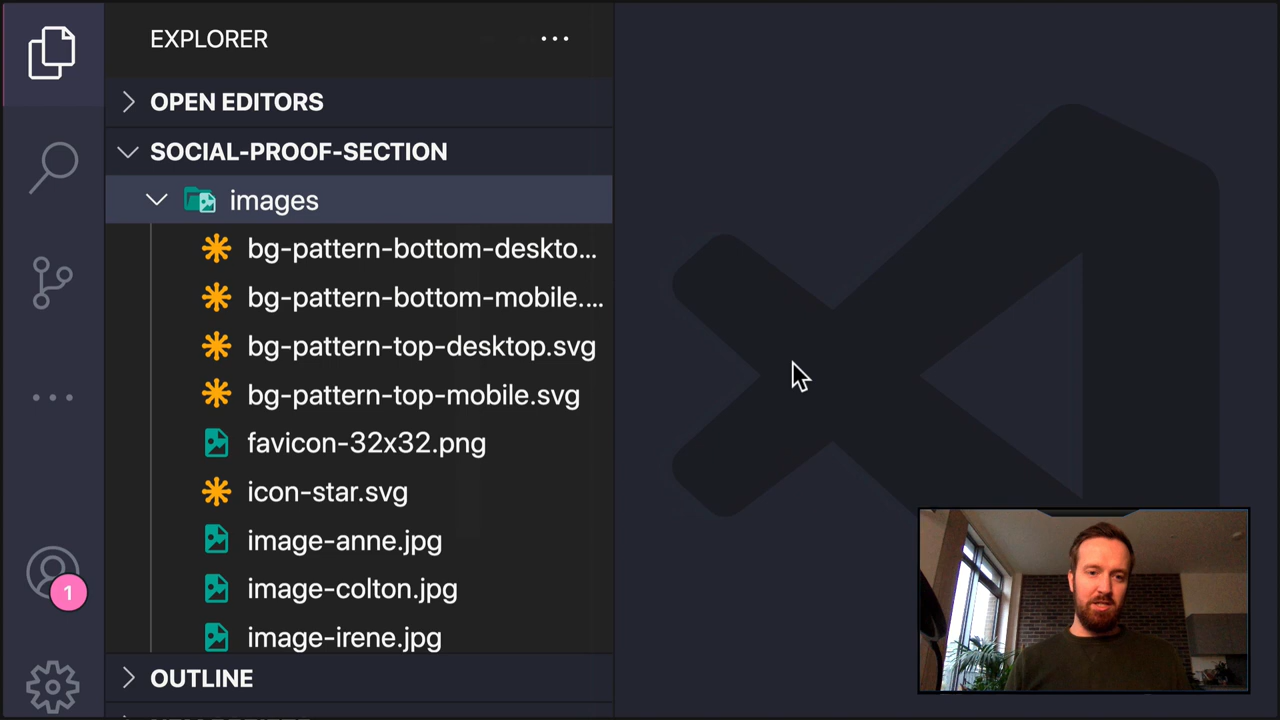 EXPLORER
OPEN EDITORS
SOCIAL-PROOF-SECTION
images
bg-pattern-bottom-deskto...
bg-pattern-bottom-mobile....
bg-pattern-top-desktop.svg
bg-pattern-top-mobile.svg
favicon-32x32.png
icon-star.svg
image-anne.jpg
image-colton.jpg
image-irene.jpg
1
OUTLINE